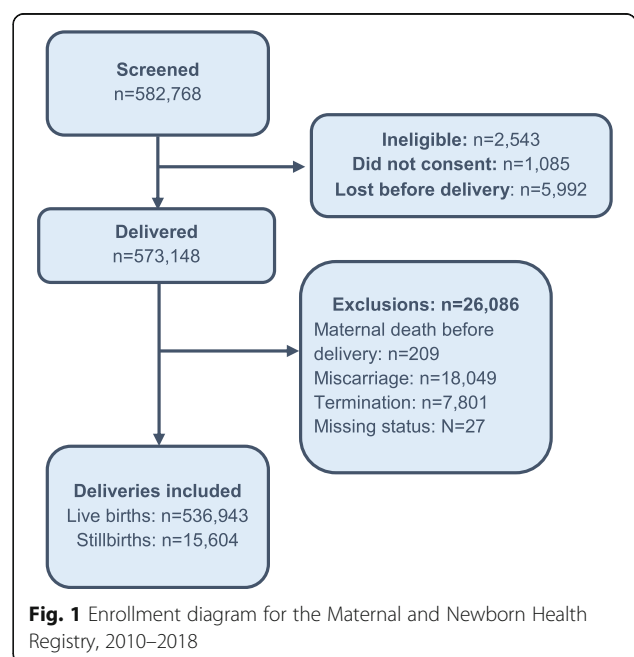 Screened
n=582,768
Ineligible: n=2,543
Did not consent: n=1,085
Lost before delivery: n=5,992
Delivered
n=573,148
Exclusions: n=26,086
Maternal death before
delivery: n=209
Miscarriage: n=18,049
Termination: n=7,801
Missing status: N=27
Deliveries included
Live births: n=536,943
Stillbirths: n=15,604
Fig. 1 Enrollment diagram for the Maternal and Newborn Health
Registry, 2010–2018